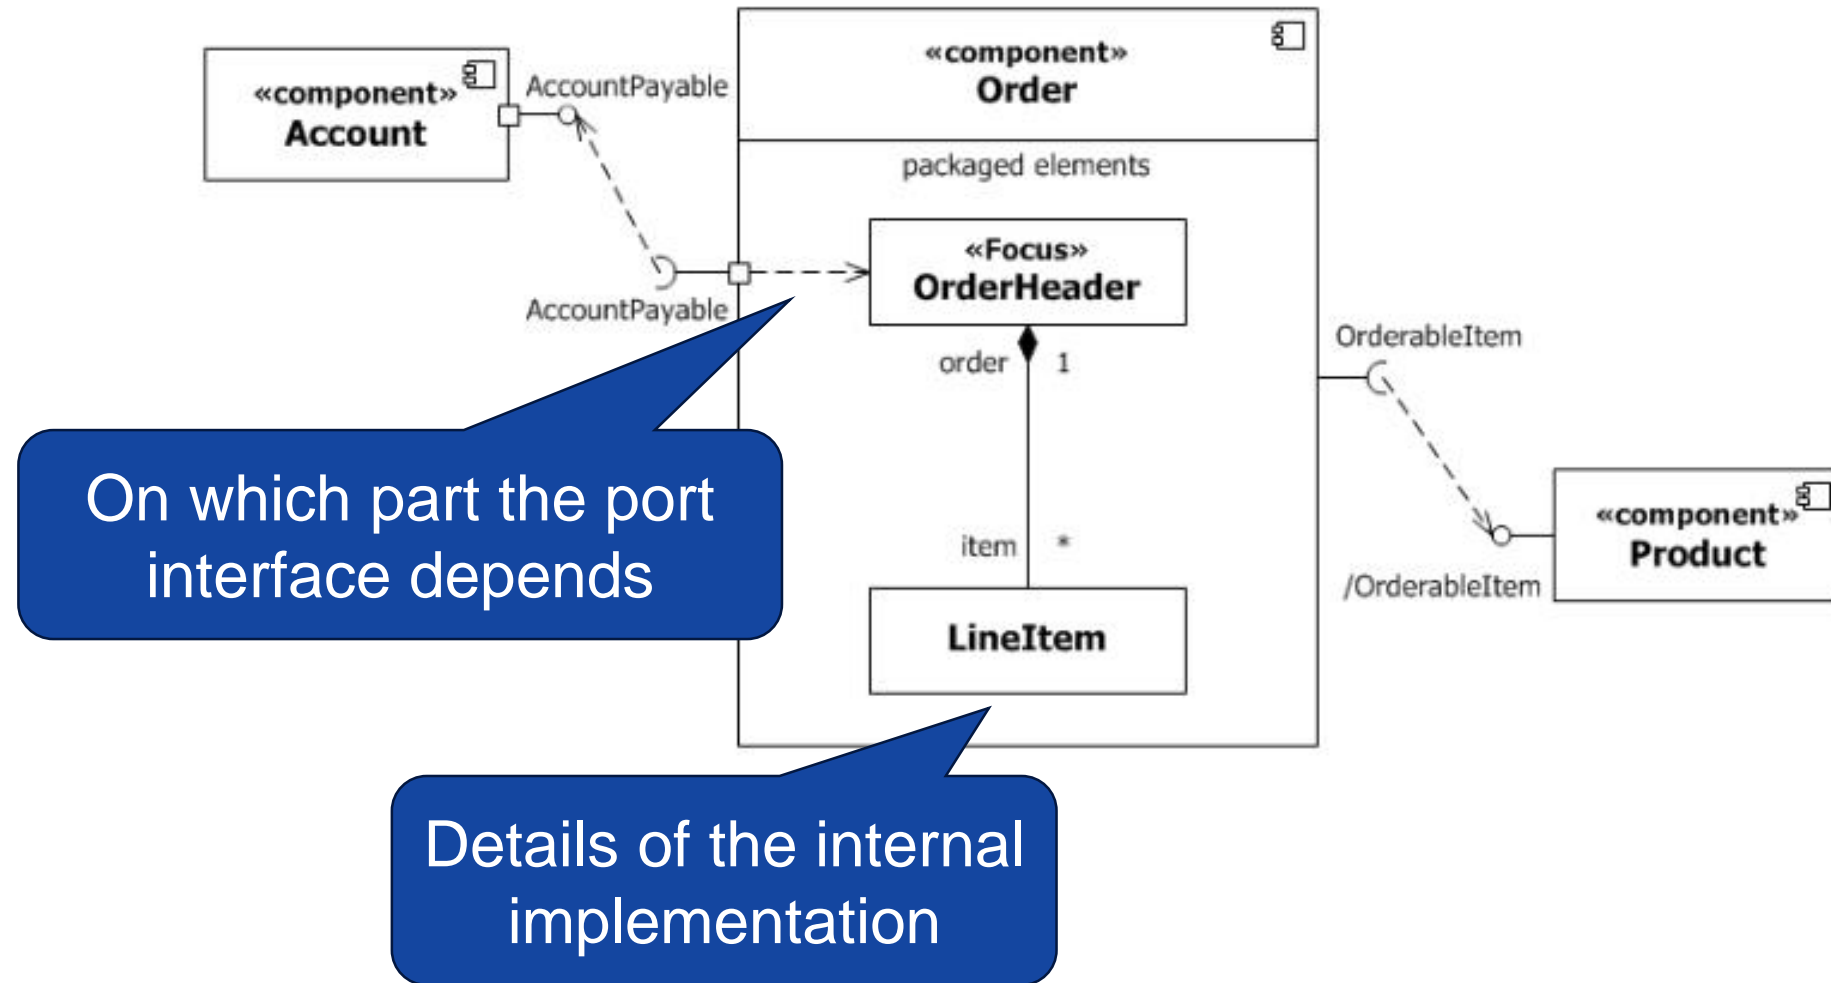 «component»
Account
AccountPayable
«component»
Order
packaged elements
«Focus»
OrderHeader
AccountPayable
order 1
OrderableItem
On which part the port
interface depends
item *
«component»
Product
/OrderableItem
LineItem
Details of the internal
implementation